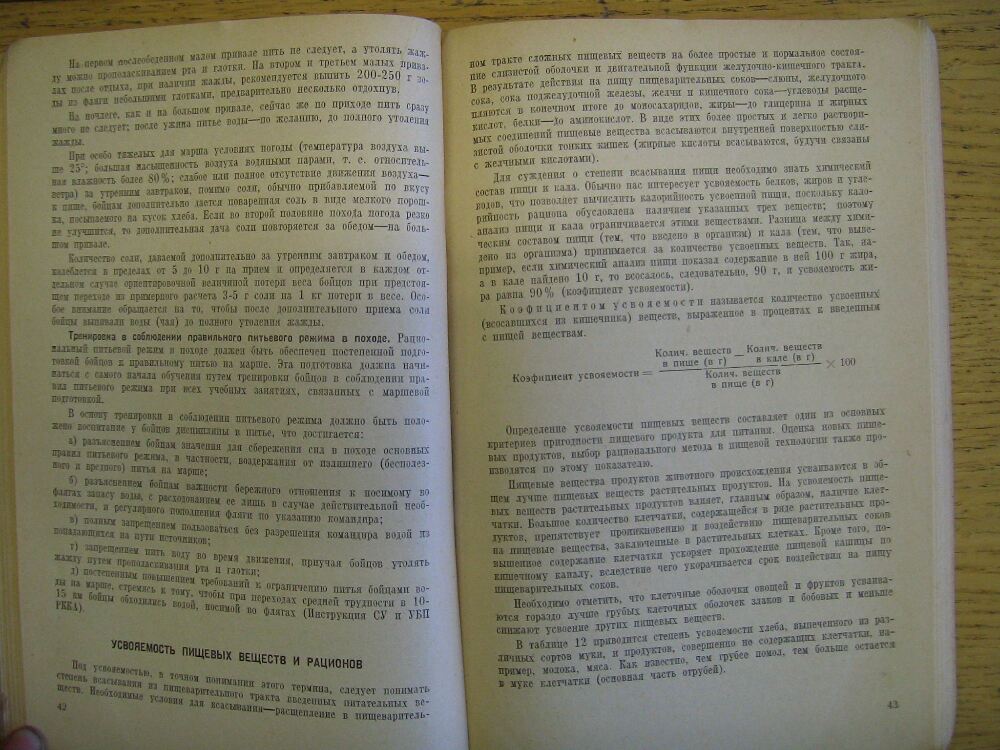 На первом послеобеденном малом привале пить не следует, а утолять жаж-
ду можно прополаскиванием рта и глотки. На втором и третьем малых прива-
лах после отдыха, при наличии жажды, рекомендуется выпить 200-250 г во-
ды из фляги небольшими глотками, предварительно несколько отдохнув.
На ночлеге, как и на большом привале, сейчас же по приходе пить сразу
много не следует; после ужина питье воды—по желанию, до полного утоления
жажды.
При особо тяжелых для марша условиях погоды (температура воздуха вы-
ше 25°; большая насыщенность воздуха водяными парами, т. е. относитель-
ная влажность более 80%; слабое или полное отсутствие движения воздуха—
ветра) за утренним завтраком, помимо соли, обычно прибавляемой по вкусу
к пище, бойцам дополнительно дается поваренная соль в виде мелкого порош-
ка, посыпаемого на кусок хлеба. Если во второй половине похода погода резко
не улучшится, то дополнительная дача соли повторяется за обедом—на боль-
шом привале.
Количество соли, даваемой дополнительно за утренним завтраком и обедом,
колеблется в пределах от 5 до 10 г на прием и определяется в каждом от-
дельном случае ориентировочной величиной потери веса бойцов при предстоя-
щем переходе из примерного расчета 3-5 г соли на 1 кг потери в весе. Осо-
бое внимание обращается на то, чтобы после дополнительного приема соли
бойцы выпивали воды (чая) до полного утоления жажды.
Тренировка в соблюдении правильного питьевого режима в походе. Рацио-
нальный питьевой режим в походе должен быть обеспечен постепенной подго-
товкой бойцов к правильному питью на марше. Эта подготовка должна начи-
наться с самого начала обучения путем тренировки бойцов в соблюдении пра-
вил питьевого режима при всех учебных занятиях, связанных с маршевой
подготовкой.
В основу тренировки в соблюдении питьевого режима должно быть поло-
жено воспитание у бойцов дисциплины в питье, что достигается:
а) разъяснением бойцам значения для сбережения сил в походе основных
правил питьевого режима, в частности, воздержания от излишнего (бесполез-
ного и вредного) питья на марше;
б) разъяснением бойцам важности бережного отношения к носимому во
флягах запасу воды, с расходованием ее лишь в случае действительной необ-
ходимости, и регулярного пополнения фляги по указанию командира;
в) полным запрещением пользоваться без разрешения командира водой из
попадающихся на пути источников;
г) запрещением пить воду во время движения, приучая бойцов утолять
жажду путем прополаскивания рта и глотки;
д) постепенным повышением требований к ограничению питья бойцами во-
ды на марше, стремясь к тому, чтобы при переходах средней трудности в 10-
15 км бойцы обходились водой, носимой во флягах (Инструкция СУ и УБП
РККА).
УСВОЯЕМОСТЬ ПИЩЕВЫХ ВЕЩЕСТВ И РАЦИОНОВ
Под усвояемостью, в точном понимании этого термина, следует понимать
степень всасывания из пищеварительного тракта введенных питательных ве-
ществ. Необходимые условия для всасывания—расщепление в пищеваритель-
42
ном тракте сложных пищевых веществ на более простые и нормальное состоя-
ние слизистой оболочки и двигательной функции желудочно-кишечного тракта.
В результате действия на пищу пищеварительных соков—слюны, желудочного
сока, сока поджелудочной железы, желчи и кишечного сока—углеводы расще-
пляются в конечном итоге до моносахаридов, жиры—до глицерина и жирных
кислот, белки—до аминокислот. В виде этих более простых и легко раствори-
мых соединений пищевые вещества всасываются внутренней поверхностью сли-
зистой оболочки тонких кишек (жирные кислоты всасываются, будучи связаны
с желчными кислотами).
Для суждения о степени всасывания пищи необходимо знать химический
состав пищи и кала. Обычно нас интересует усвояемость белков, жиров и угле-
водов, что позволяет вычислить калорийность усвоенной пищи, поскольку кало-
рийность рациона обусловлена наличием указанных трех веществ; поэтому
анализ пищи и кала ограничивается этими веществами. Разница между хими-
ческим составом пищи (тем, что введено в организм) и кала (тем, что выве-
дено из организма) принимается за количество усвоенных веществ. Так, на-
пример, если химический анализ пищи показал содержание в ней 100 г жира,
а в кале найдено 10 г, то всосалось, следовательно, 90 г, и усвояемость жи-
ра равна 90% (коэфициент усвояемости).
Коэфициентом усвояемости называется количество усвоенных
(всосавшихся из кишечника) веществ, выраженное в процентах к введенным
с пищей веществам.
Колич. веществ — Колич. веществ
в пище (в г) в кале (в г)
Коэфициент усвояемости = × 100
Колич. веществ
в пище (в г)
Определение усвояемости пищевых веществ составляет один из основных
критериев пригодности пищевого продукта для питания. Оценка новых пище-
вых продуктов, выбор рационального метода в пищевой технологии также про-
изводятся по этому показателю.
Пищевые вещества продуктов животного происхождения усваиваются в об-
щем лучше пищевых веществ растительных продуктов. На усвояемость пище-
вых веществ растительных продуктов влияет, главным образом, наличие клет-
чатки. Большое количество клетчатки, содержащейся в ряде растительных про-
дуктов, препятствует проникновению и воздействию пищеварительных соков
на пищевые вещества, заключенные в растительных клетках. Кроме того, по-
вышенное содержание клетчатки ускоряет прохождение пищевой кашицы по
кишечному каналу, вследствие чего укорачивается срок воздействия на пищу
пищеварительных соков.
Необходимо отметить, что клеточные оболочки овощей и фруктов усваива-
ются гораздо лучше грубых клеточных оболочек злаков и бобовых и меньше
снижают усвоение других пищевых веществ.
В таблице 12 приводится степень усвояемости хлеба, выпеченного из раз-
личных сортов муки, и продуктов, совершенно не содержащих клетчатки, на-
пример, молока, мяса. Как известно, чем грубее помол, тем больше остается
в муке клетчатки (основная часть отрубей).
43